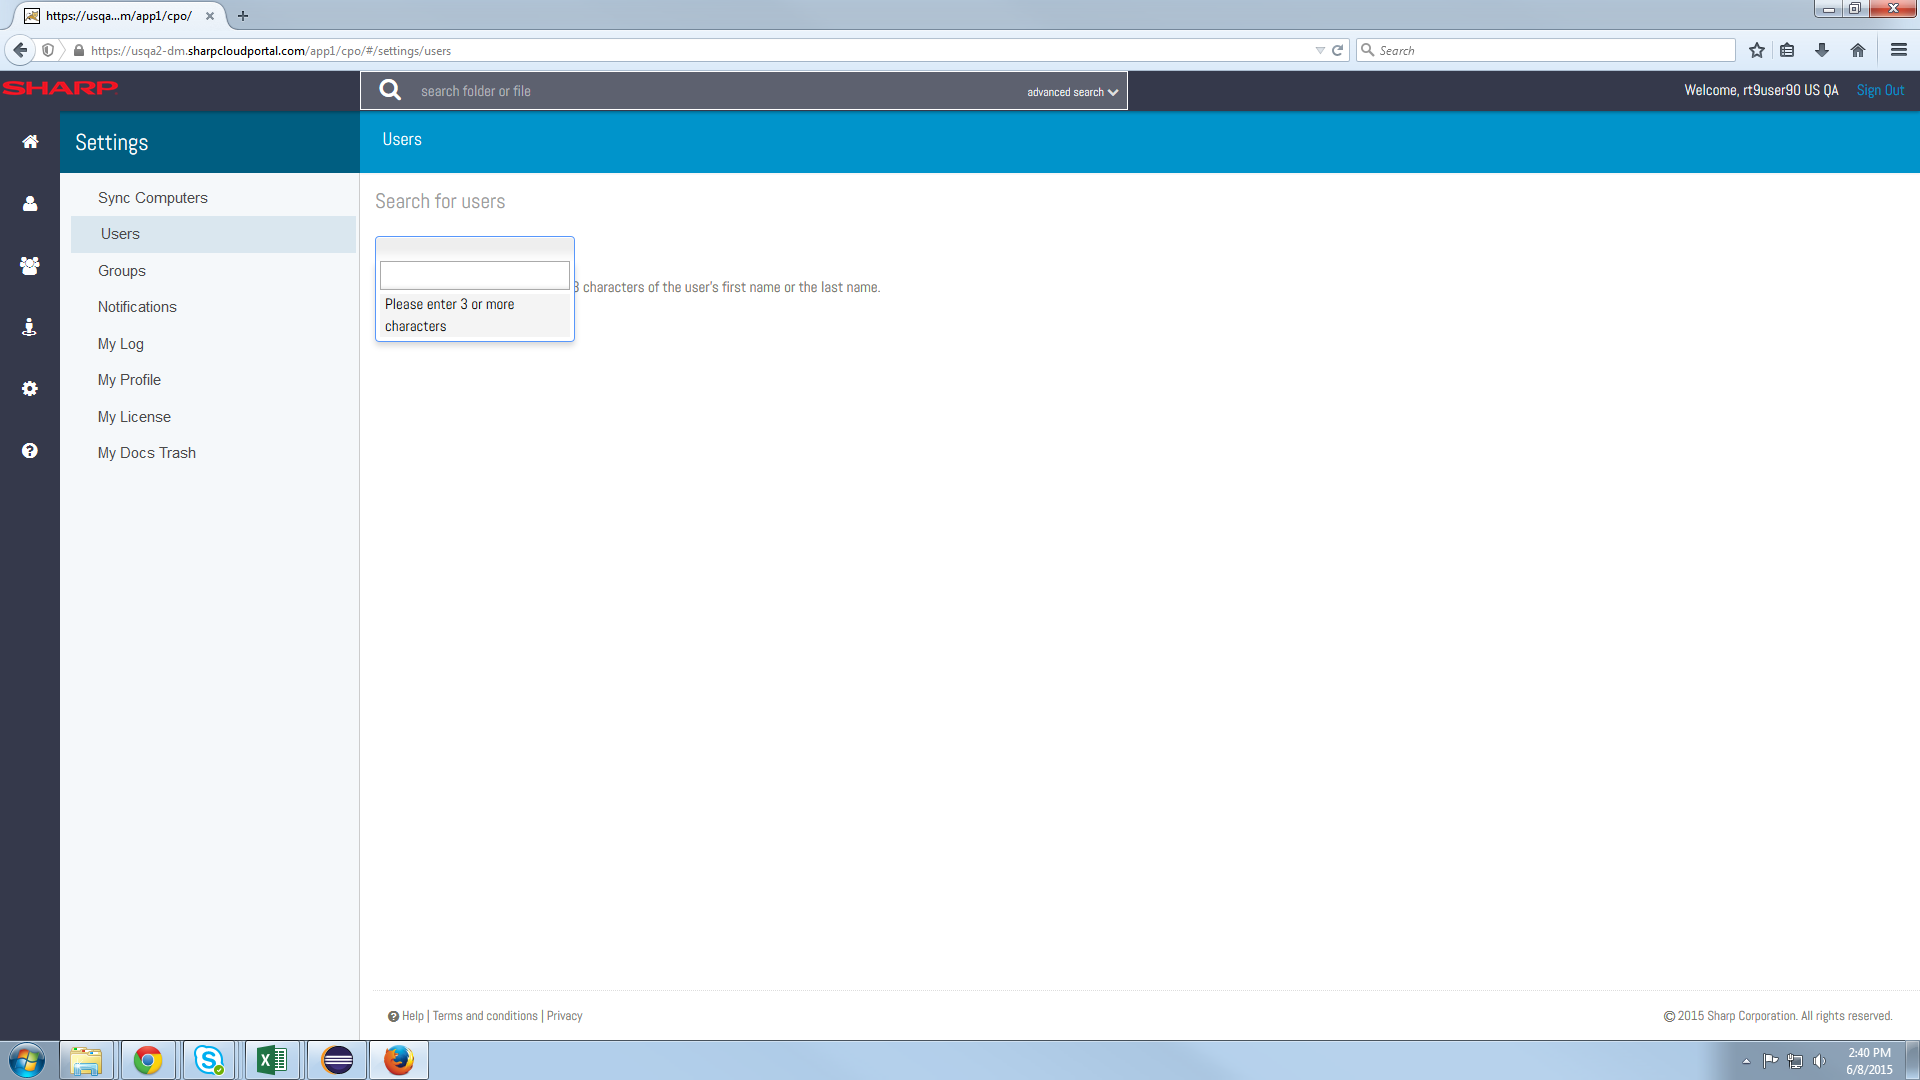 https://usqa...m/app1/cpo/
https://usqa2-dm.sharpcloudportal.com/app1/cpo/#/settings/users
Search
SHARP
search folder or file
advanced search
Welcome, rt9user90 US QA
Sign Out
Settings
Users
Sync Computers
Users
Groups
Notifications
My Log
My Profile
My License
My Docs Trash
Search for users
3 characters of the user's first name or the last name.
Please enter 3 or more
characters
Help | Terms and conditions | Privacy
© 2015 Sharp Corporation. All rights reserved.
2:40 PM
6/8/2015